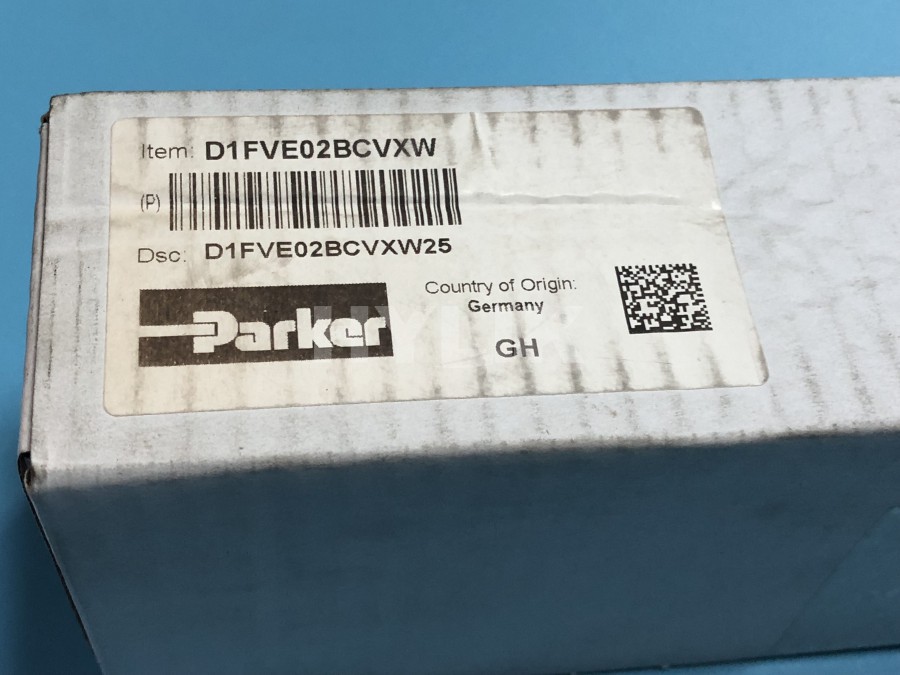 Item: D1FVE02BCVXW
(P)
Dsc: D1FVE02BCVXW25
Parker
Country of Origin:
Germany
GH